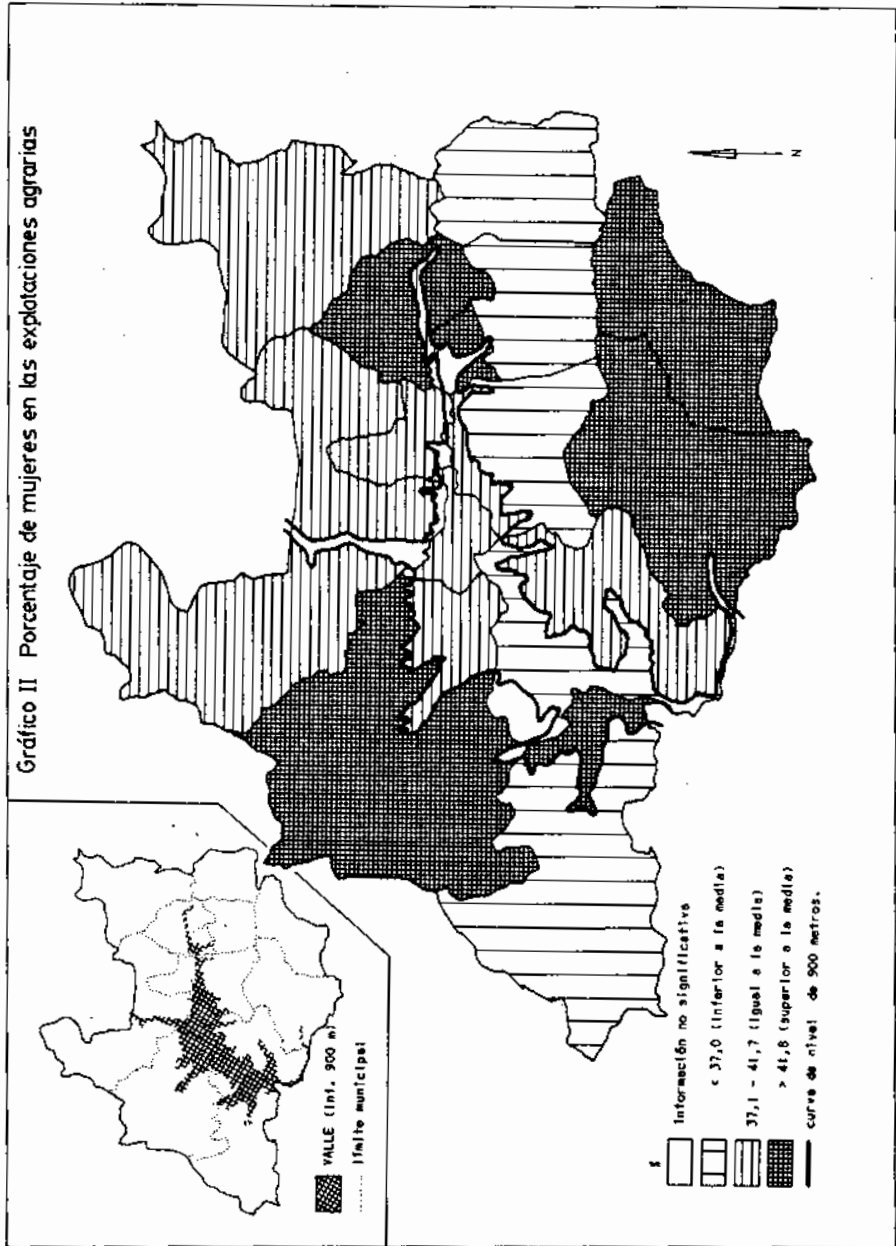 Gráfico II Porcentaje de mujeres en las explotaciones agrarias
VALLE (inf. 900 m)
límite municipal
%
Información no significativa
< 37,0 (inferior a la media)
37,1 - 41,7 (igual a la media)
> 41,8 (superior a la media)
curva de nivel de 900 metros.
N